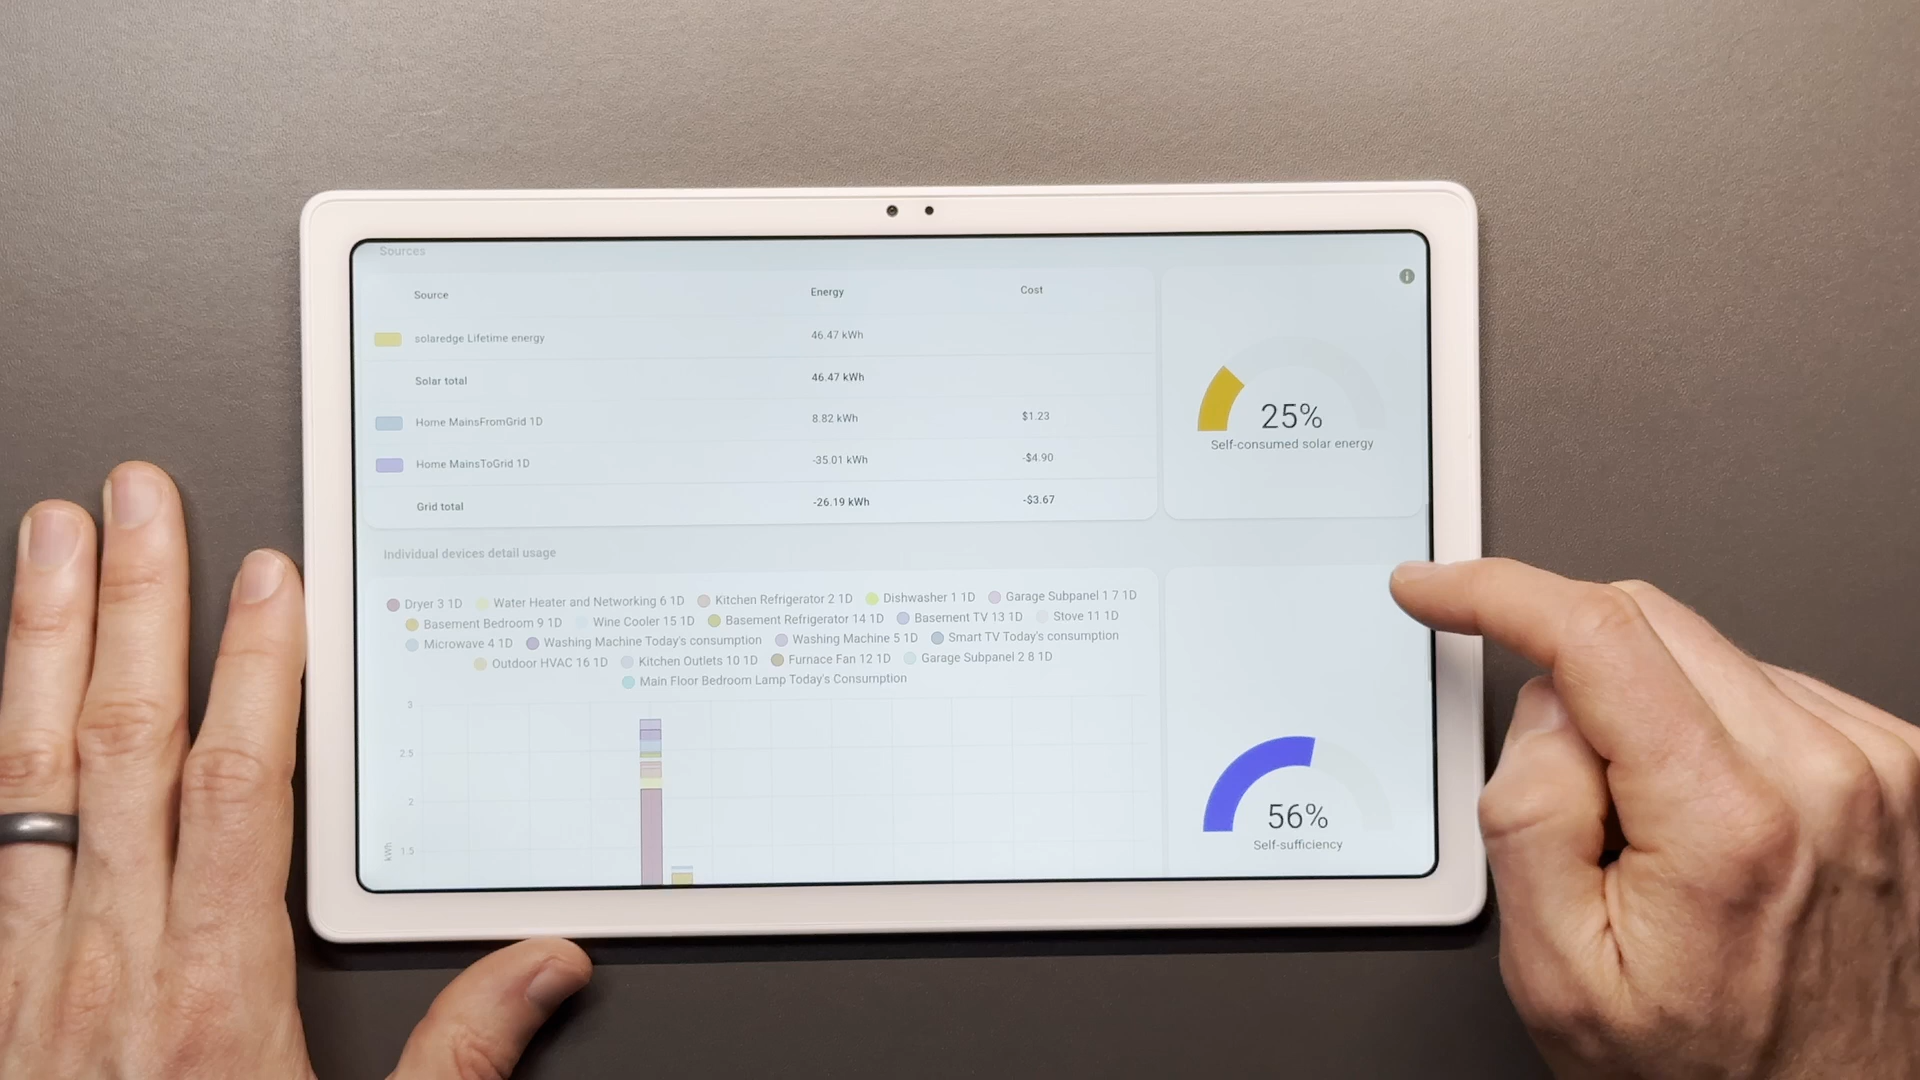 Sources
Source Energy Cost
solaredge Lifetime energy 46.47 kWh
Solar total 46.47 kWh
Home MainsFromGrid 1D 8.82 kWh $1.23
Home MainsToGrid 1D -35.01 kWh -$4.90
Grid total -26.19 kWh -$3.67
25%
Self-consumed solar energy
Individual devices detail usage
Dryer 3 1D Water Heater and Networking 6 1D Kitchen Refrigerator 2 1D Dishwasher 1 1D Garage Subpanel 1 7 1D
Basement Bedroom 9 1D Wine Cooler 15 1D Basement Refrigerator 14 1D Basement TV 13 1D Stove 11 1D
Microwave 4 1D Washing Machine Today's consumption Washing Machine 5 1D Smart TV Today's consumption
Outdoor HVAC 16 1D Kitchen Outlets 10 1D Furnace Fan 12 1D Garage Subpanel 2 8 1D
Main Floor Bedroom Lamp Today's Consumption
3
2.5
2
1.5
kWh
56%
Self-sufficiency